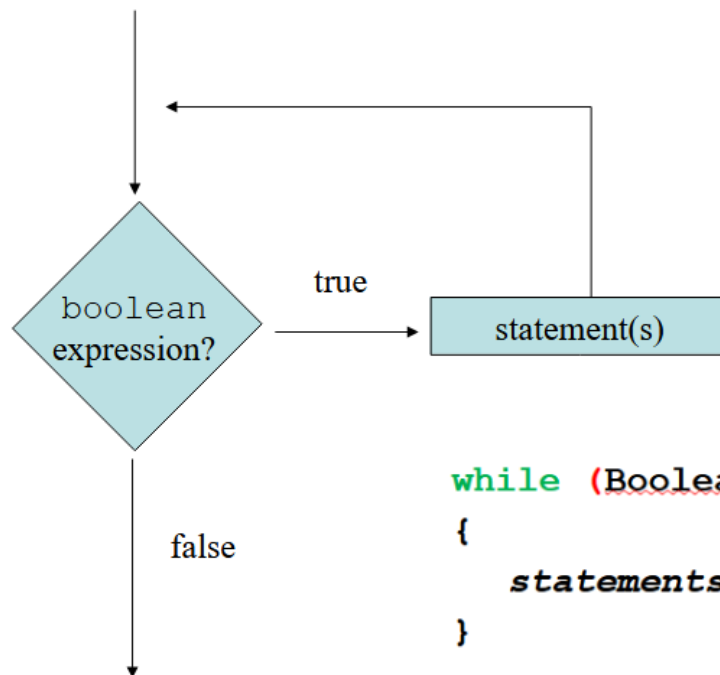 true
boolean
expression?
statement(s)
while (Boolea
{
false
statements
}